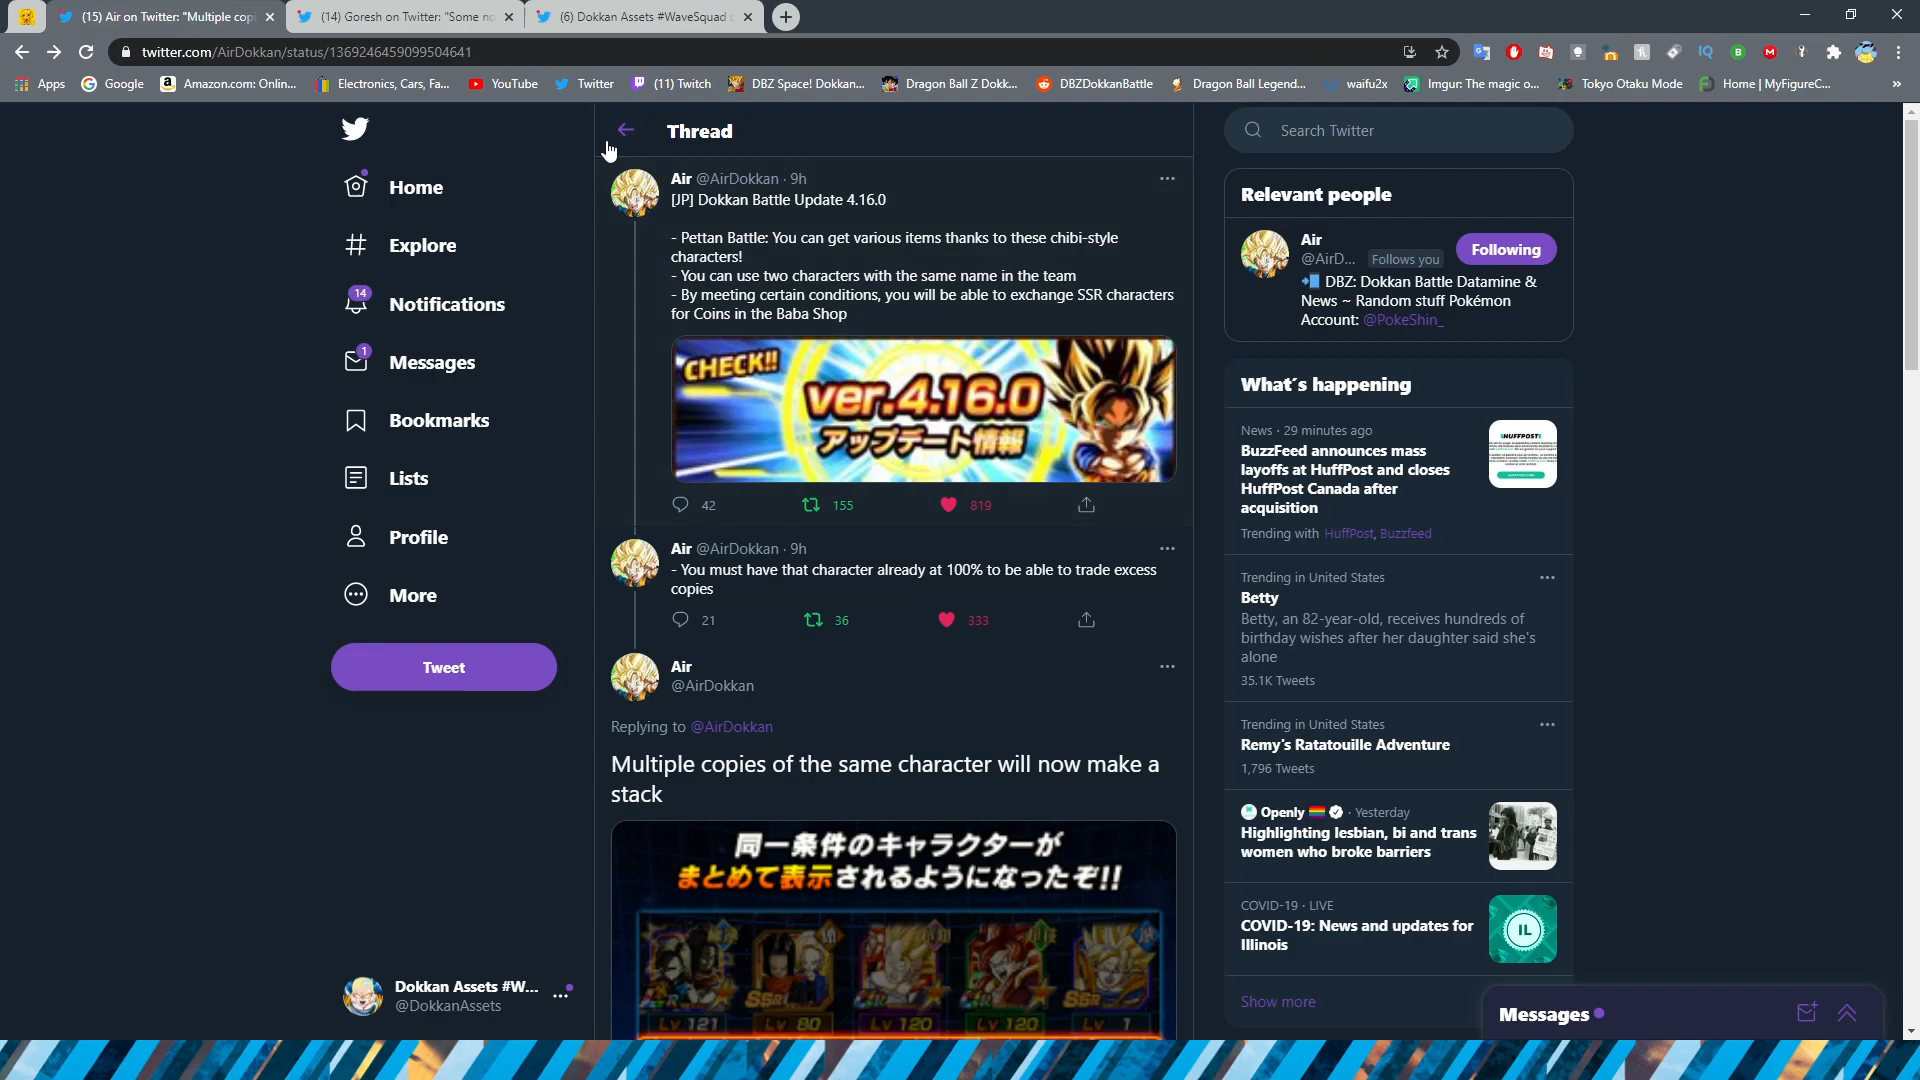 (15) Air on Twitter: "Multiple copi
(14) Goresh on Twitter: "Some no
(6) Dokkan Assets #WaveSquad
twitter.com/AirDokkan/status/1369246459099504641
Apps
Google
Amazon.com: Onlin...
Electronics, Cars, Fa...
YouTube
Twitter
(11) Twitch
DBZ Space! Dokkan...
Dragon Ball Z Dokk...
DBZDokkanBattle
Dragon Ball Legend...
waifu2x
Imgur: The magic o...
Tokyo Otaku Mode
Home | MyFigureC...
Home
Explore
14
Notifications
1
Messages
Bookmarks
Lists
Profile
More
Tweet
Dokkan Assets #W...
@DokkanAssets
Thread
Air @AirDokkan · 9h
[JP] Dokkan Battle Update 4.16.0
- Pettan Battle: You can get various items thanks to these chibi-style
characters!
- You can use two characters with the same name in the team
- By meeting certain conditions, you will be able to exchange SSR characters
for Coins in the Baba Shop
CHECK!!
ver.4.16.0
アップデート情報
42 155 819
Air @AirDokkan · 9h
- You must have that character already at 100% to be able to trade excess
copies
21 36 333
Air
@AirDokkan
Replying to @AirDokkan
Multiple copies of the same character will now make a
stack
同一条件のキャラクターが
まとめて表示されるようになったぞ!!
Lv 121 Lv 80 Lv 120 Lv 120 Lv 1
Search Twitter
Relevant people
Air
@AirD... Follows you
Following
DBZ: Dokkan Battle Datamine &
News ~ Random stuff Pokémon
Account: @PokeShin_
What's happening
News · 29 minutes ago
BuzzFeed announces mass
layoffs at HuffPost and closes
HuffPost Canada after
acquisition
Trending with HuffPost, Buzzfeed
Trending in United States
Betty
Betty, an 82-year-old, receives hundreds of
birthday wishes after her daughter said she's
alone
35.1K Tweets
Trending in United States
Remy's Ratatouille Adventure
1,796 Tweets
Openly · Yesterday
Highlighting lesbian, bi and trans
women who broke barriers
COVID-19 · LIVE
COVID-19: News and updates for
Illinois
IL
Show more
Messages